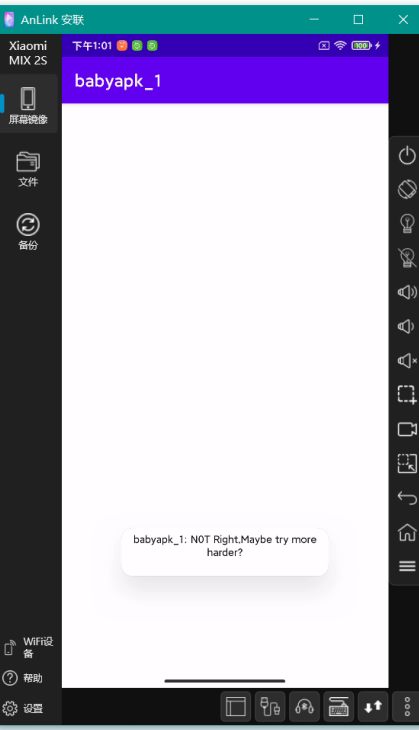 AnLink 安联
Xiaomi
MIX 2S
下午1:01
100
babyapk_1
屏幕镜像
文件
备份
babyapk_1: N0T Right,Maybe try more
harder?
WiFi设
备
帮助
设置